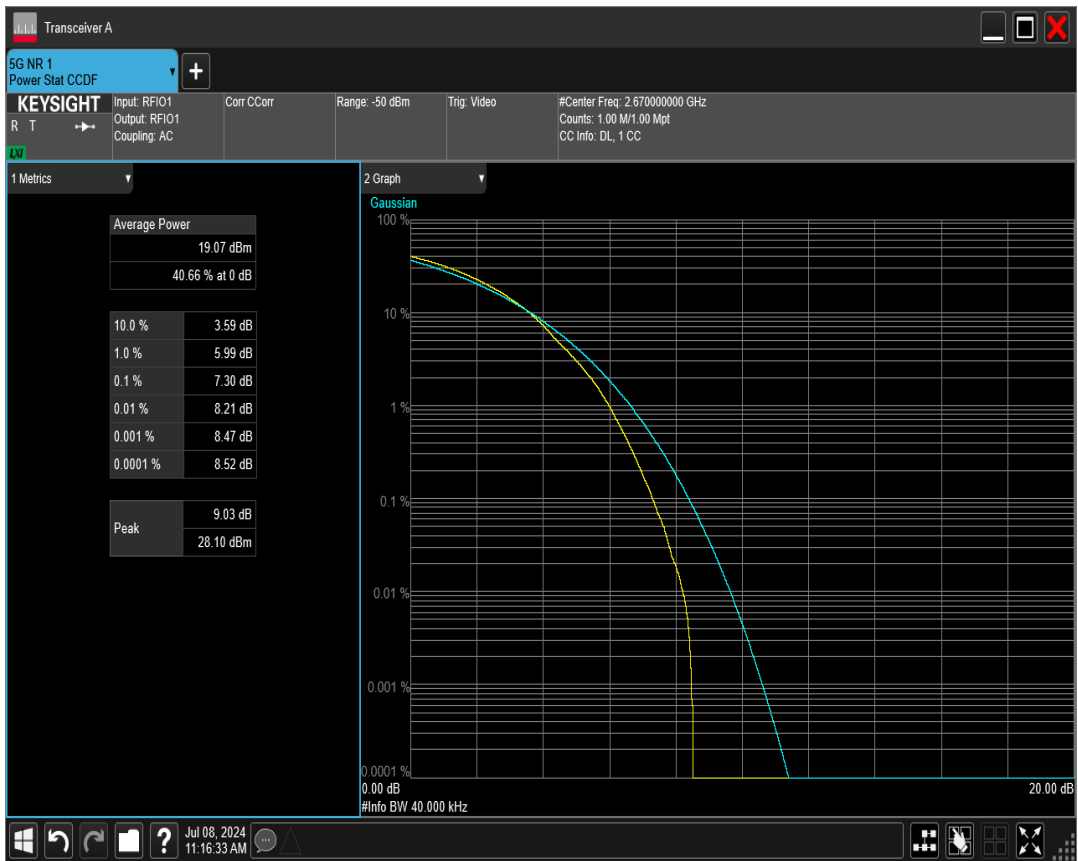 Transceiver A
5G NR 1
Power Stat CCDF
KEYSIGHT
R T
LXI
Input: RFIO1
Output: RFIO1
Coupling: AC
Corr CCorr
Range: -50 dBm
Trig: Video
#Center Freq: 2.670000000 GHz
Counts: 1.00 M/1.00 Mpt
CC Info: DL, 1 CC
1 Metrics
Average Power
19.07 dBm
40.66 % at 0 dB
10.0 % 3.59 dB
1.0 % 5.99 dB
0.1 % 7.30 dB
0.01 % 8.21 dB
0.001 % 8.47 dB
0.0001 % 8.52 dB
Peak
9.03 dB
28.10 dBm
2 Graph
Gaussian
100 %
10 %
1 %
0.1 %
0.01 %
0.001 %
0.0001 %
0.00 dB 20.00 dB
#Info BW 40.000 kHz
? Jul 08, 2024
11:16:33 AM